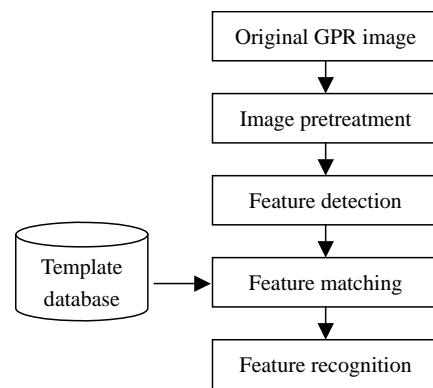 Original GPR image
Image pretreatment
Feature detection
Template
database
Feature matching
Feature recognition